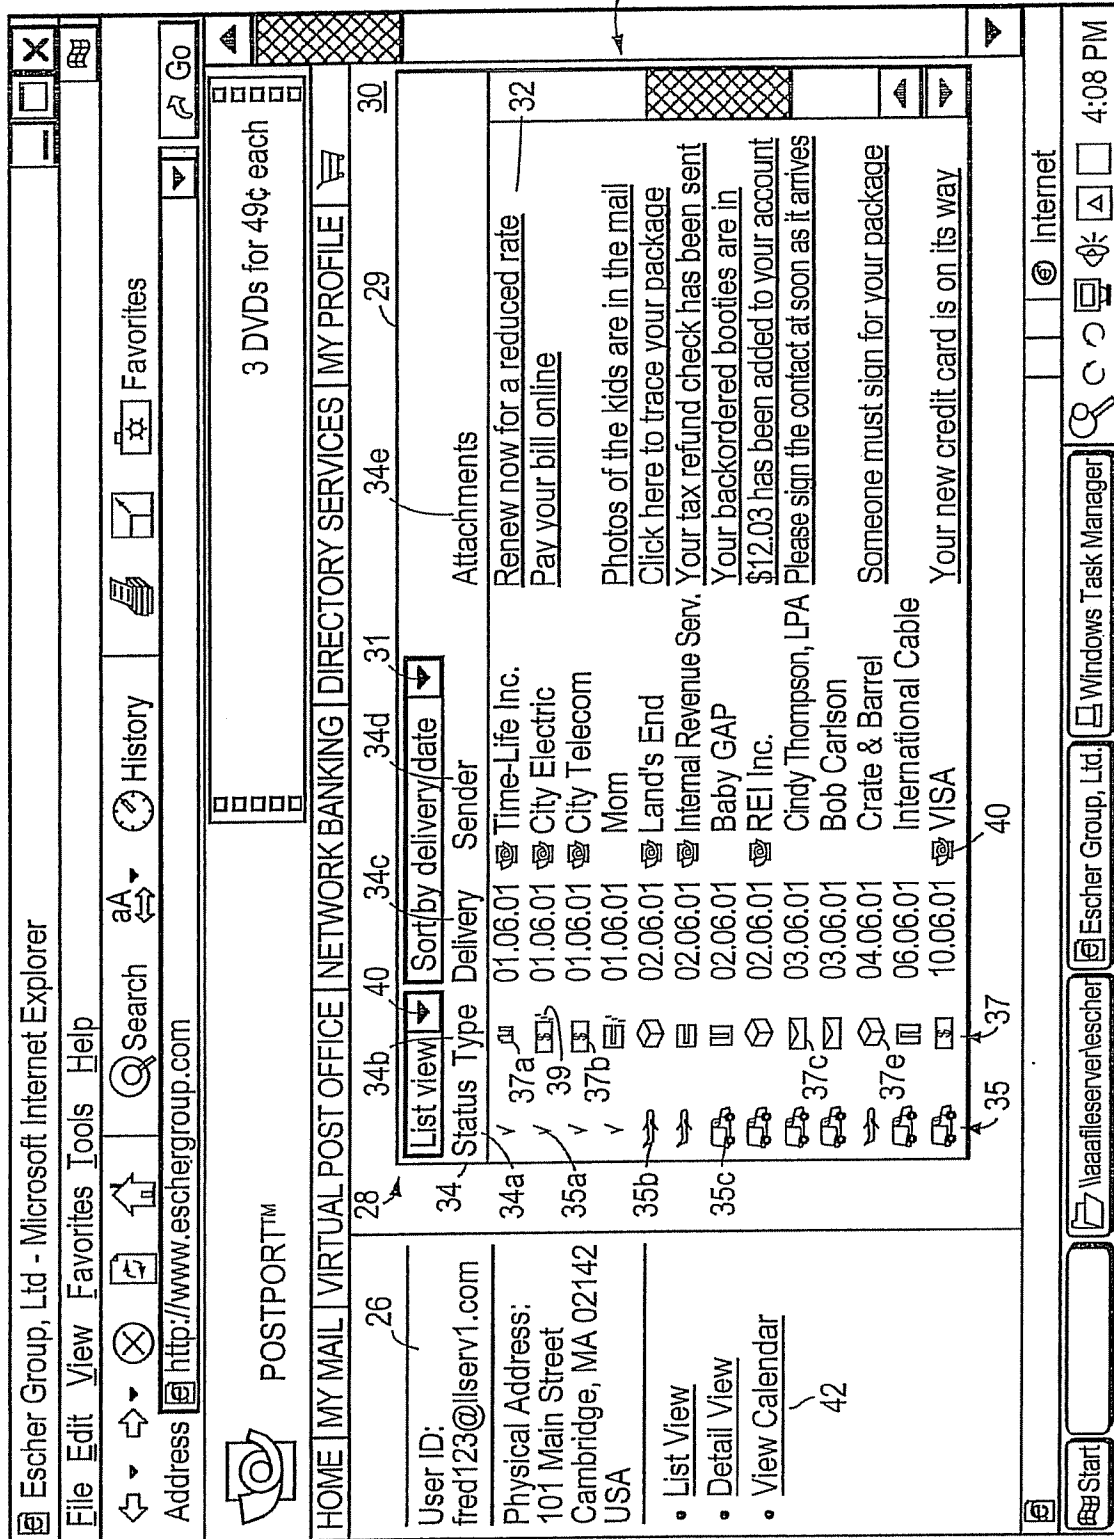 Escher Group, Ltd - Microsoft Internet Explorer
File Edit View Favorites Tools Help
Search aA History Favorites
Address http://www.eschergroup.com Go
POSTPORT™ 3 DVDs for 49¢ each
HOME | MY MAIL | VIRTUAL POST OFFICE | NETWORK BANKING | DIRECTORY SERVICES | MY PROFILE |
26
User ID:
fred123@llserv1.com
Physical Address:
101 Main Street
Cambridge, MA 02142
USA
• List View
• Detail View
• View Calendar
42
28 34b 40 34c 34d 31 34e 29 30
List view Sort by delivery date
34 Status Type Delivery Sender Attachments
34a √ 37a 01.06.01 Time-Life Inc. Renew now for a reduced rate 32
√ 39 01.06.01 City Electric Pay your bill online
35a √ 37b 01.06.01 City Telecom
√ 01.06.01 Mom Photos of the kids are in the mail
35b 02.06.01 Land's End Click here to trace your package
02.06.01 Internal Revenue Serv. Your tax refund check has been sent
35c 02.06.01 Baby GAP Your backordered booties are in
02.06.01 REI Inc. $12.03 has been added to your account
03.06.01 Cindy Thompson, LPA Please sign the contact at soon as it arrives
37c 03.06.01 Bob Carlson
04.06.01 Crate & Barrel Someone must sign for your package
37e 06.06.01 International Cable
10.06.01 VISA Your new credit card is on its way
35 37 40
Internet
Start \\aaafileserver\escher Escher Group, Ltd. Windows Task Manager 4:08 PM